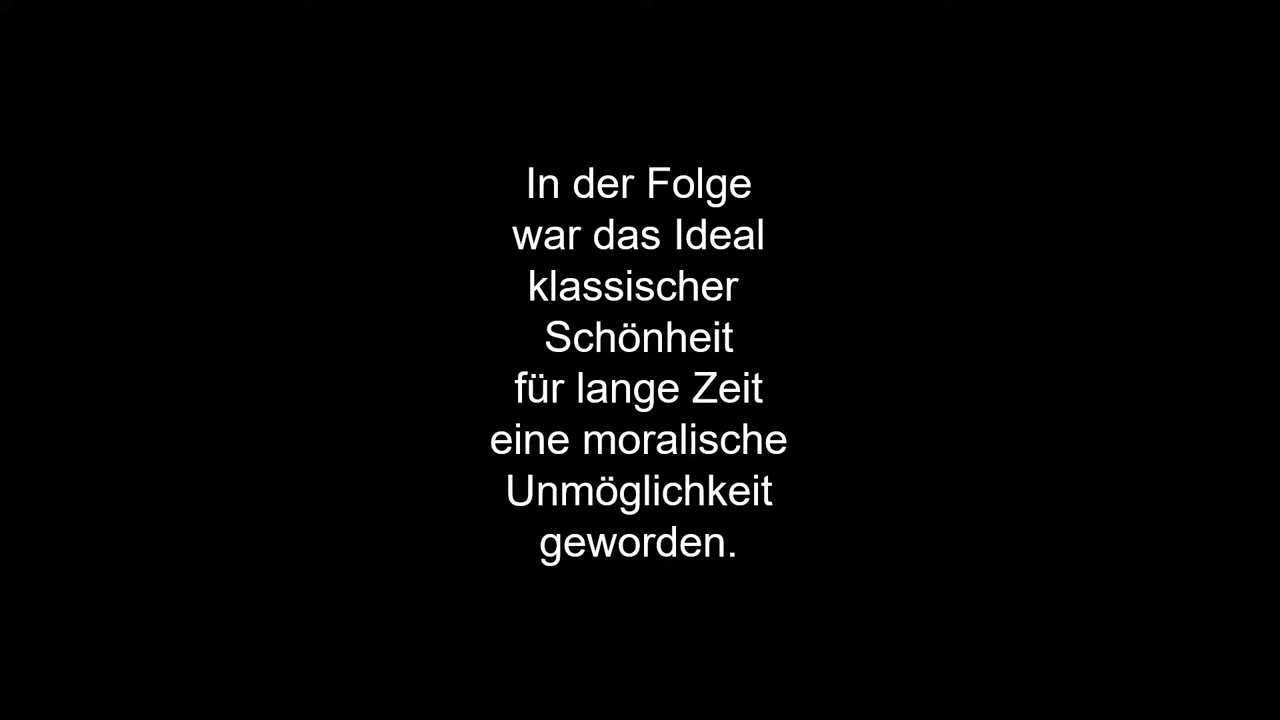 In der Folge
war das Ideal
klassischer
Schönheit
für lange Zeit
eine moralische
Unmöglichkeit
geworden.